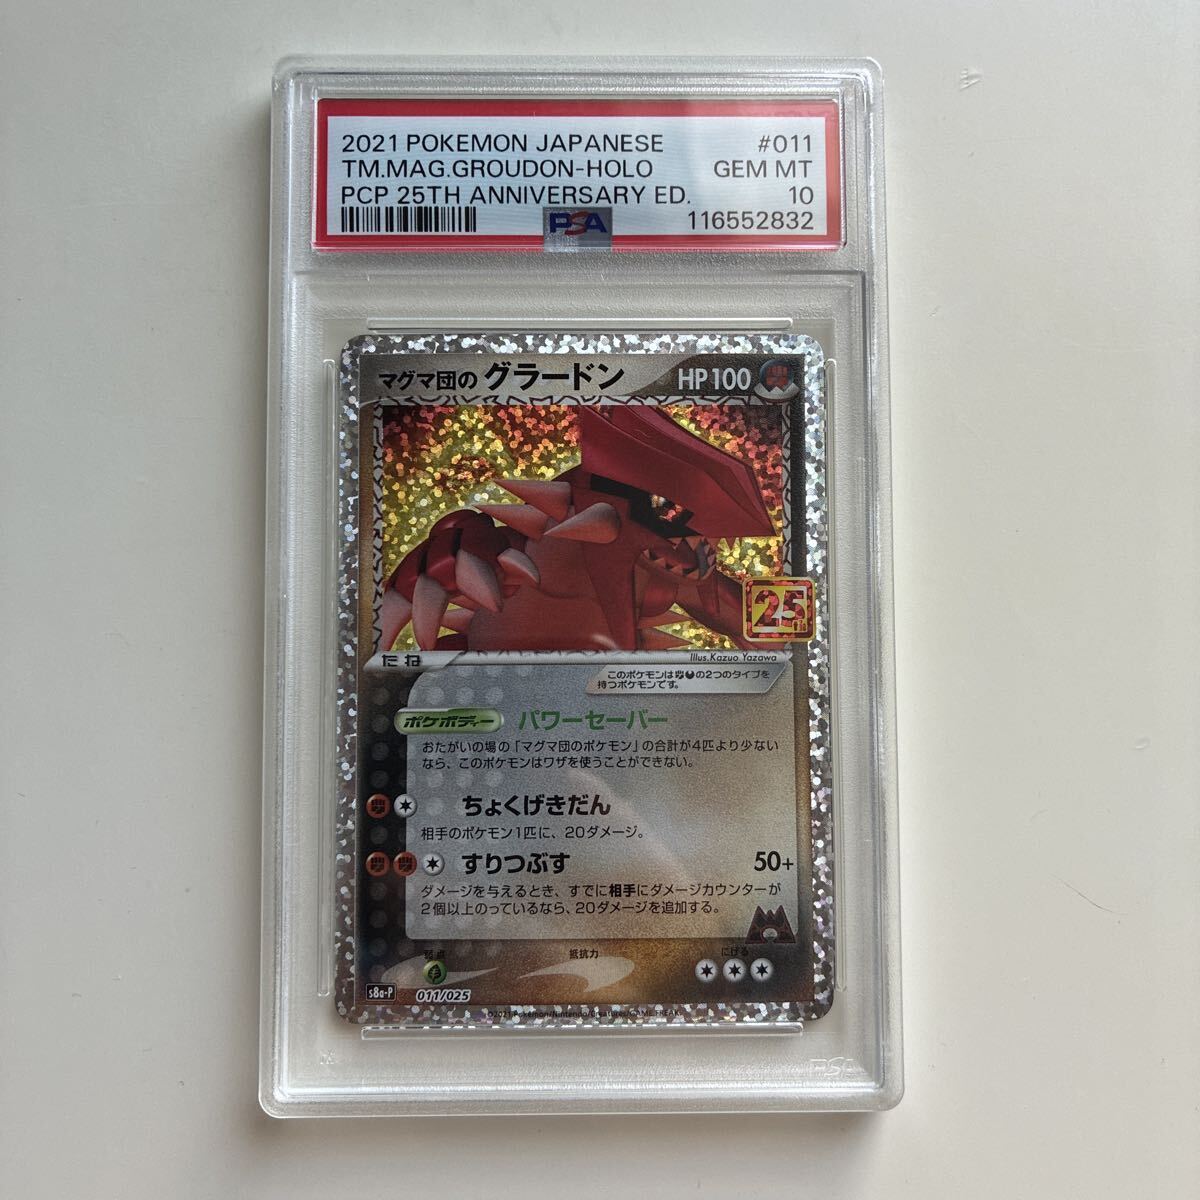 2021 POKEMON JAPANESE #011
TM.MAG.GROUDON-HOLO GEM MT
PCP 25TH ANNIVERSARY ED. 10
PSA 116552832
マグマ団の グラードン HP100
25
たね Illus.Kazuo Yazawa
このポケモンは の2つのタイプを
持つポケモンです。
ポケボディー パワーセーバー
おたがいの場の「マグマ団のポケモン」の合計が4匹より少ない
なら、このポケモンはワザを使うことができない。
ちょくげきだん
相手のポケモン1匹に、20ダメージ。
すりつぶす 50+
ダメージを与えるとき、すでに相手にダメージカウンターが
2個以上のっているなら、20ダメージを追加する。
弱点 抵抗力 にげる
s8a-P 011/025
©2021 Pokémon/Nintendo/Creatures/GAME FREAK.
PSA